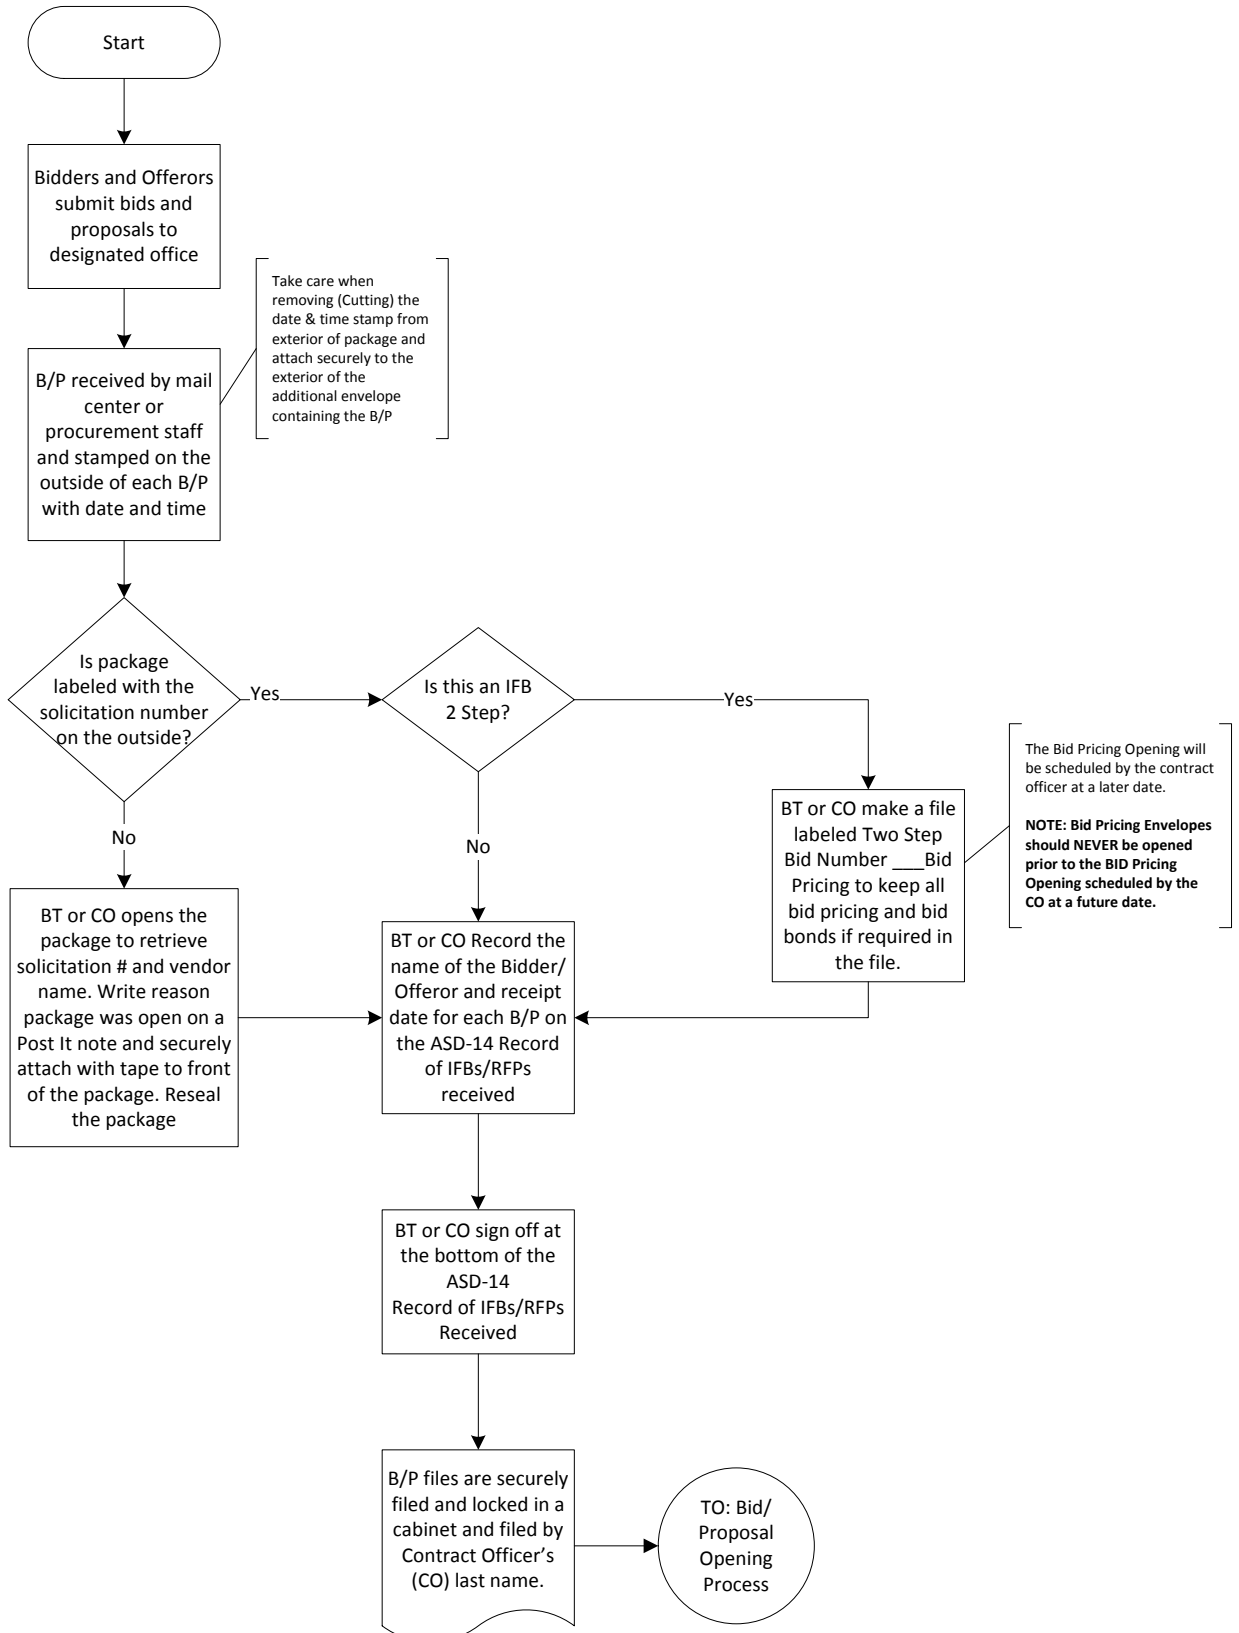 Start
Bidders and Offerors
submit bids and
proposals to
designated office
Take care when
removing (Cutting) the
date & time stamp from
exterior of package and
attach securely to the
exterior of the
additional envelope
containing the B/P
B/P received by mail
center or
procurement staff
and stamped on the
outside of each B/P
with date and time
Is package
labeled with the
solicitation number
on the outside?
Yes
Is this an IFB
2 Step?
Yes
No
No
The Bid Pricing Opening will
be scheduled by the contract
officer at a later date.
NOTE: Bid Pricing Envelopes
should NEVER be opened
prior to the BID Pricing
Opening scheduled by the
CO at a future date.
BT or CO make a file
labeled Two Step
Bid Number ___Bid
Pricing to keep all
bid pricing and bid
bonds if required in
the file.
BT or CO opens the
package to retrieve
solicitation # and vendor
name. Write reason
package was open on a
Post It note and securely
attach with tape to front
of the package. Reseal
the package
BT or CO Record the
name of the Bidder/
Offeror and receipt
date for each B/P on
the ASD-14 Record
of IFBs/RFPs
received
BT or CO sign off at
the bottom of the
ASD-14
Record of IFBs/RFPs
Received
B/P files are securely
filed and locked in a
cabinet and filed by
Contract Officer's
(CO) last name.
TO: Bid/
Proposal
Opening
Process